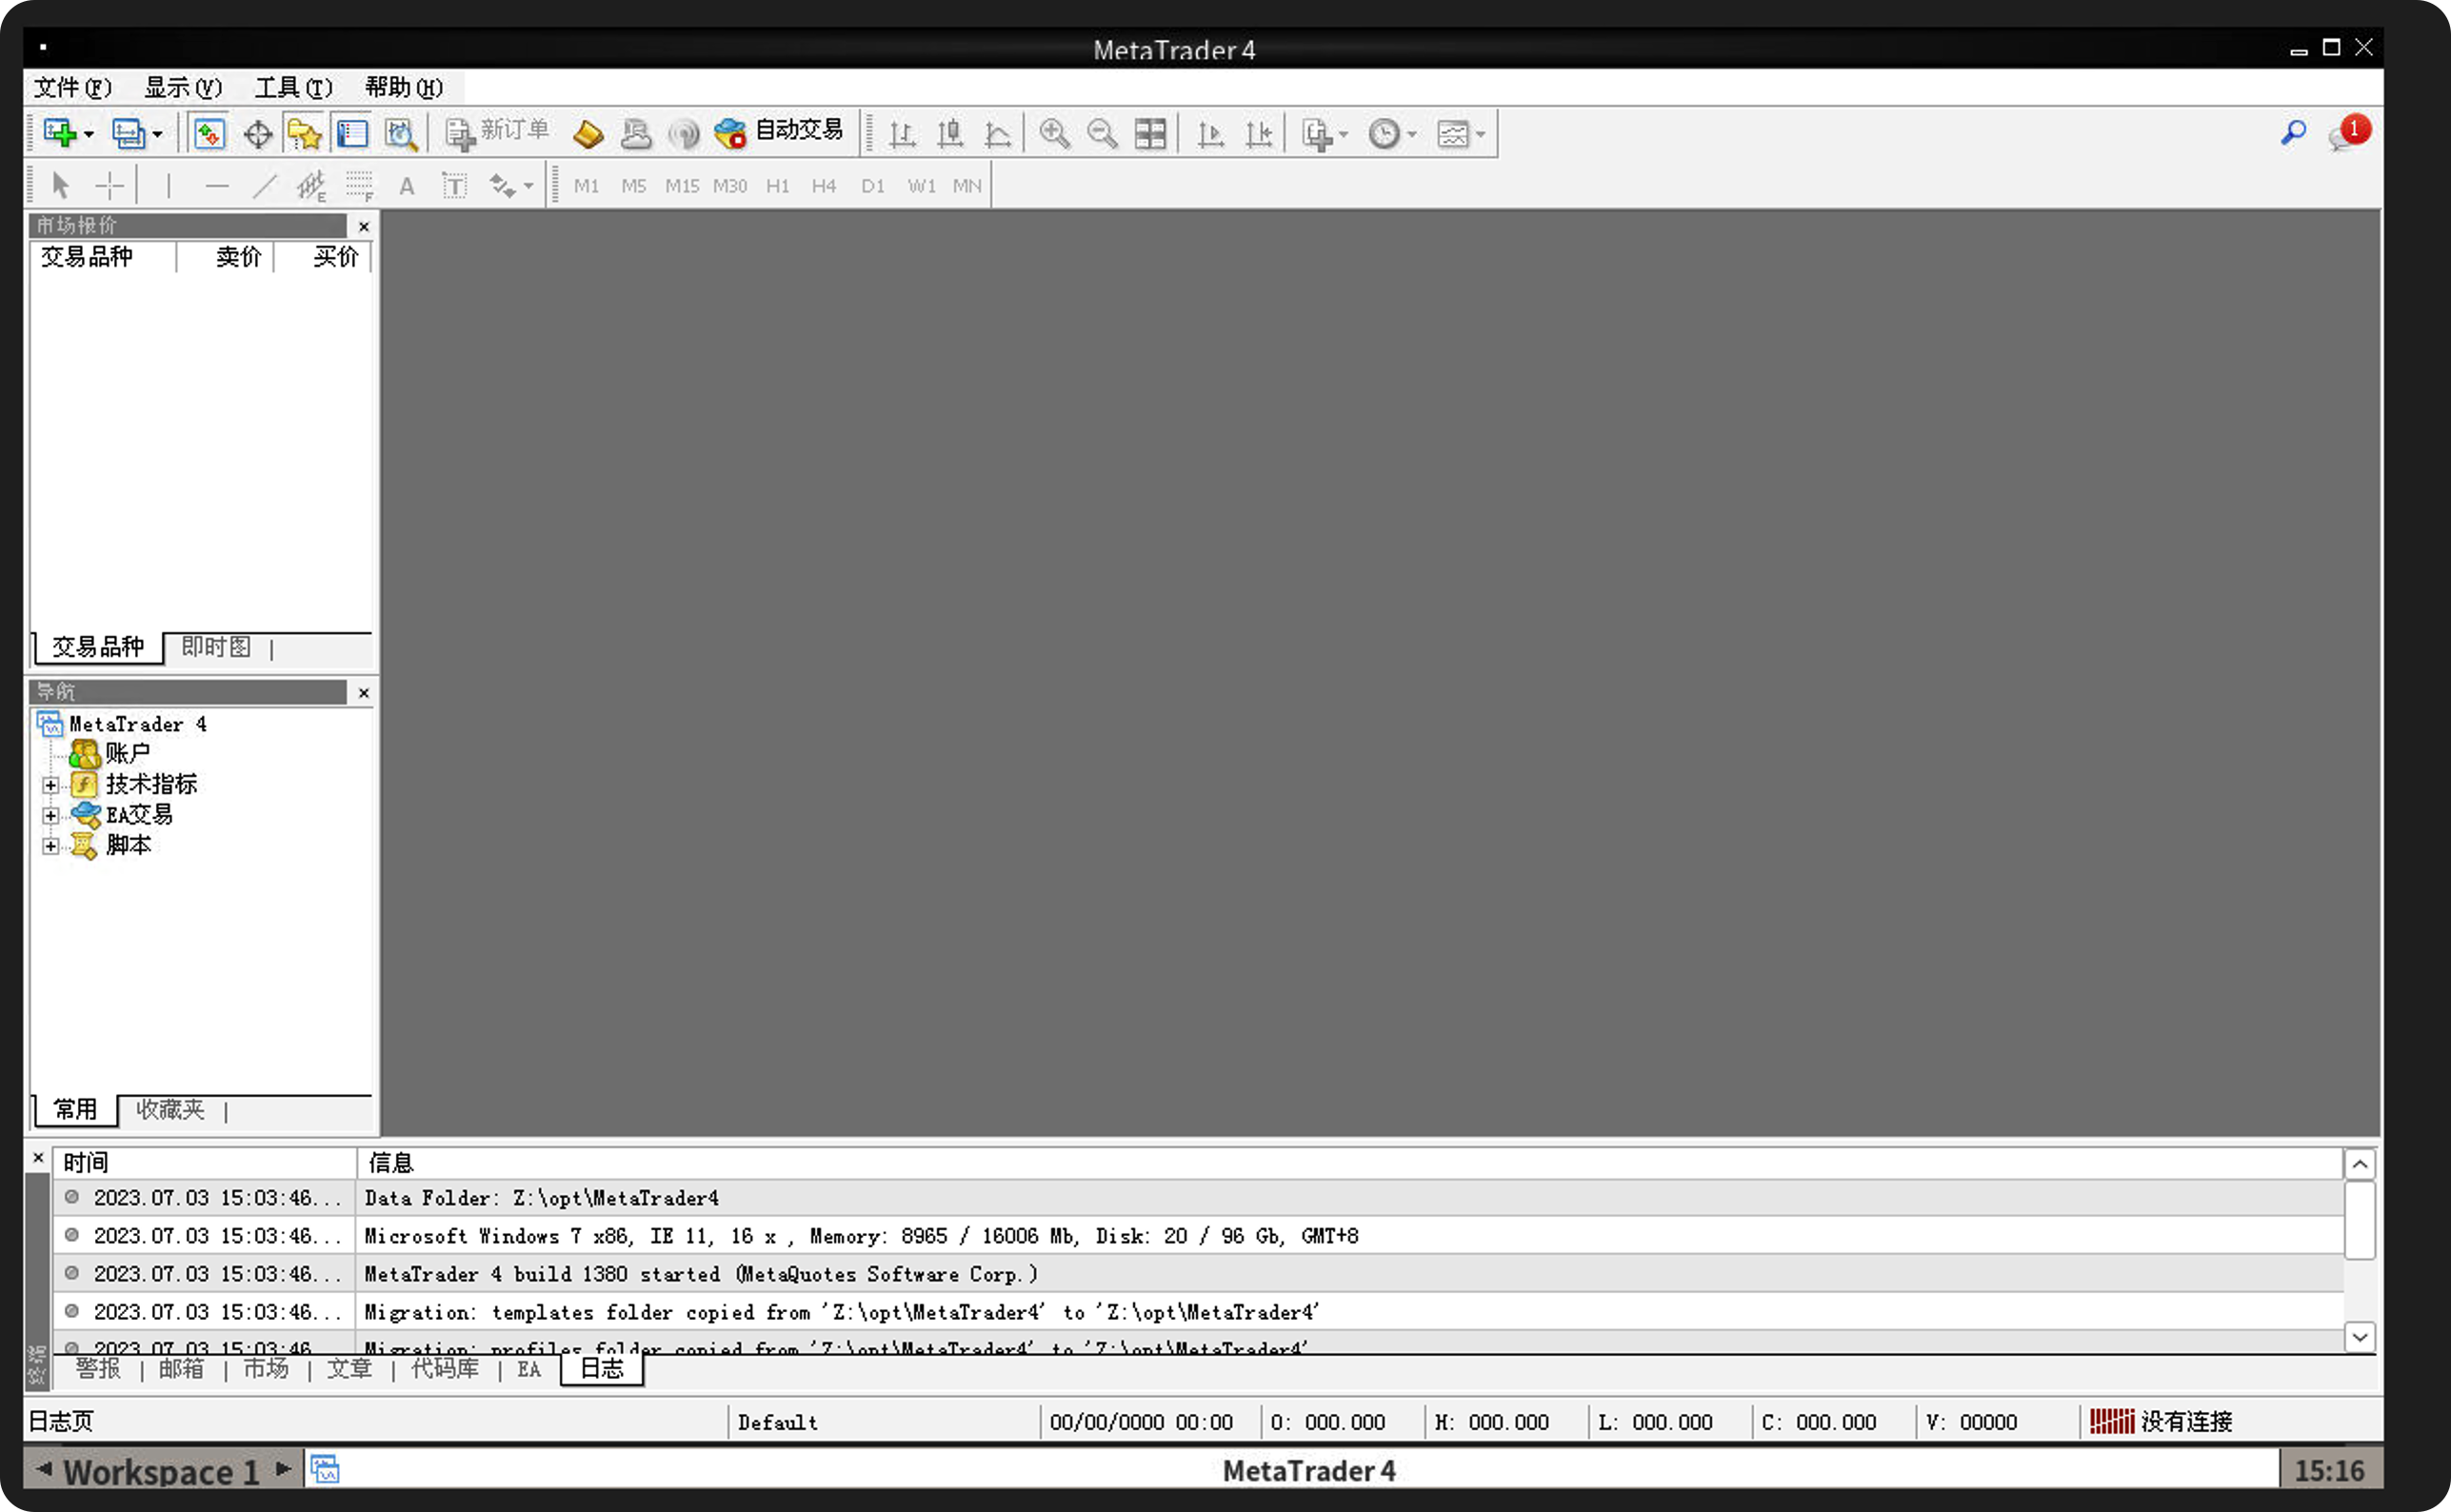 MetaTrader 4
文件(F) 显示(V) 工具(T) 帮助(H)
新订单 自动交易 1
E F A T M1 M5 M15 M30 H1 H4 D1 W1 MN
市场报价
交易品种 卖价 买价
交易品种 即时图
导航
MetaTrader 4
账户
技术指标
EA交易
脚本
常用 收藏夹
时间 信息
2023.07.03 15:03:46... Data Folder: Z:\opt\MetaTrader4
2023.07.03 15:03:46... Microsoft Windows 7 x86, IE 11, 16 x , Memory: 8965 / 16006 Mb, Disk: 20 / 96 Gb, GMT+8
2023.07.03 15:03:46... MetaTrader 4 build 1380 started (MetaQuotes Software Corp.)
2023.07.03 15:03:46... Migration: templates folder copied from 'Z:\opt\MetaTrader4' to 'Z:\opt\MetaTrader4'
2023.07.03 15:03:46 Migration: profiles folder copied from 'Z:\opt\MetaTrader4' to 'Z:\opt\MetaTrader4'
警报 邮箱 市场 文章 代码库 EA 日志
日志页 Default 00/00/0000 00:00 O: 000.000 H: 000.000 L: 000.000 C: 000.000 V: 00000 没有连接
Workspace 1 MetaTrader 4 15:16